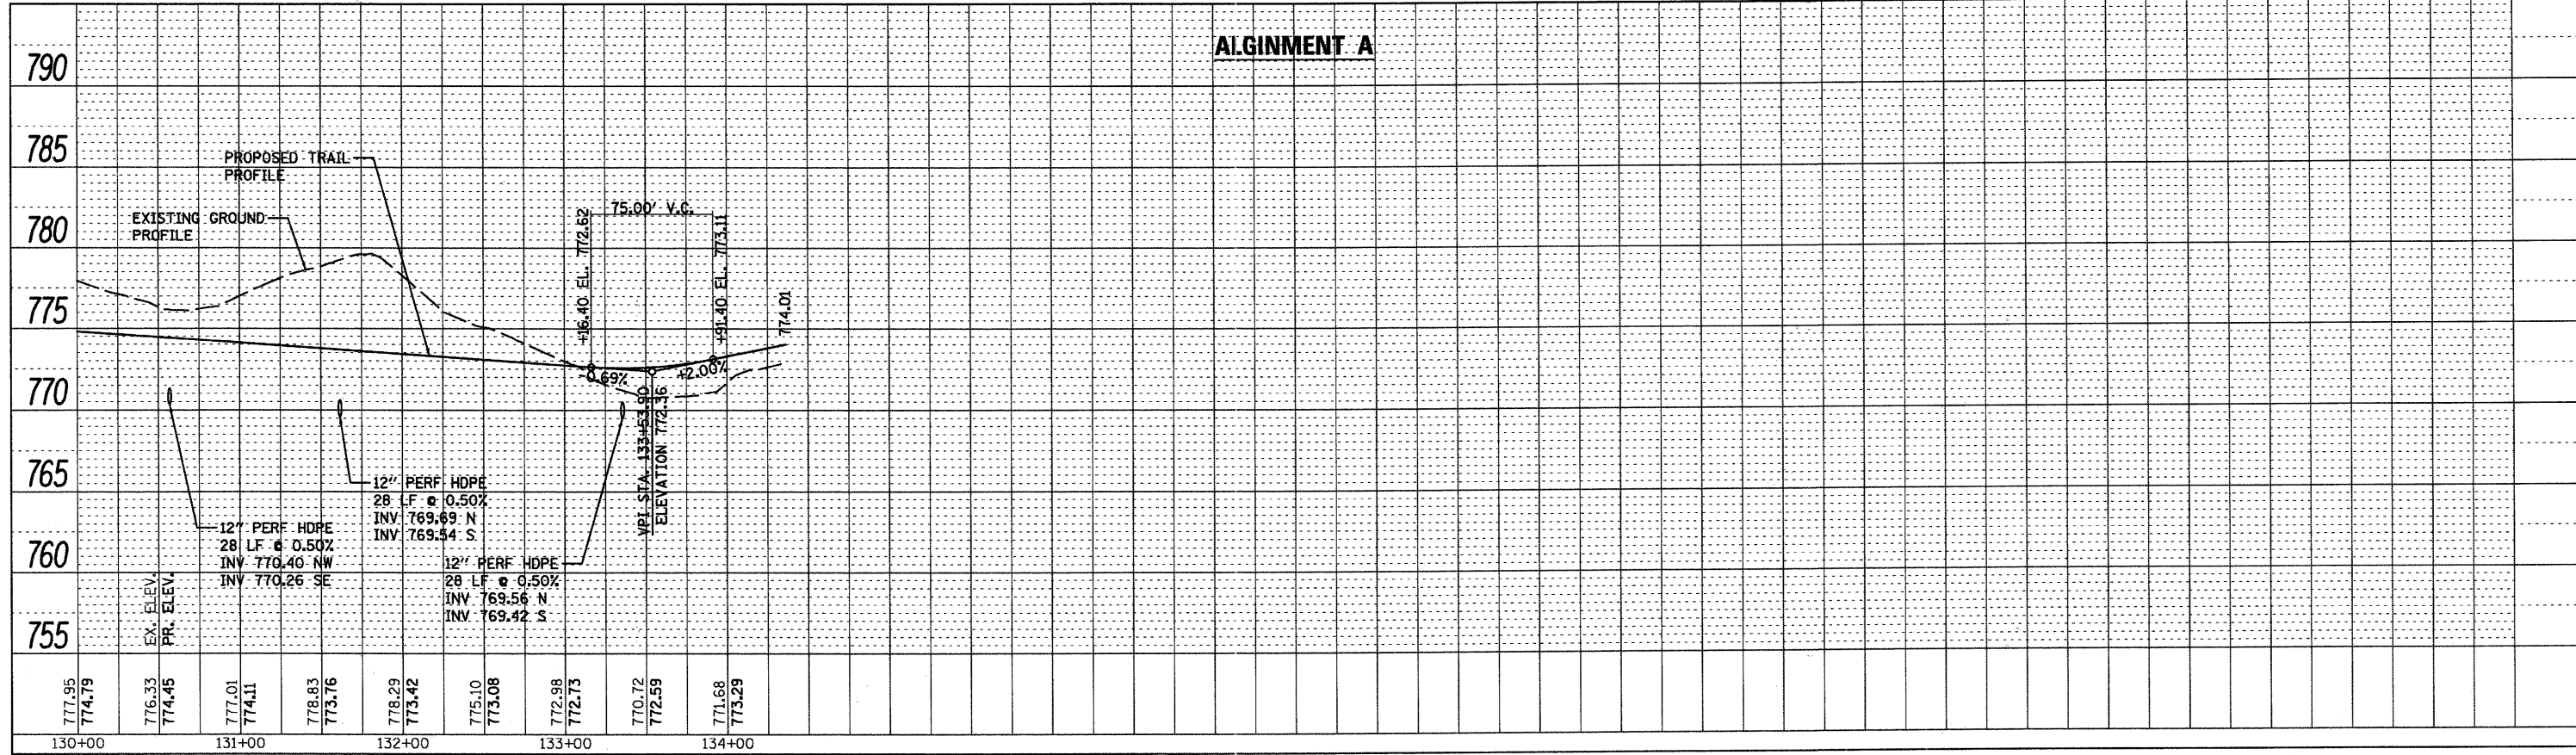 ALGINMENT A
790
785
780
775
770
765
760
755
PROPOSED TRAIL
PROFILE
EXISTING GROUND
PROFILE
75.00' V.C.
+16.40 EL. 772.62
+91.40 EL. 773.11
774.01
-0.69%
+2.00%
VPI STA. 133+53.90
ELEVATION 772.36
12" PERF HDPE
28 LF @ 0.50%
INV 769.69 N
INV 769.54 S
12" PERF HDPE
28 LF @ 0.50%
INV 770.40 NW
INV 770.26 SE
12" PERF HDPE
28 LF @ 0.50%
INV 769.56 N
INV 769.42 S
EX. ELEV.
PR. ELEV.
777.95
774.79
776.33
774.45
777.01
774.11
778.83
773.76
778.29
773.42
775.10
773.08
772.98
772.73
770.72
772.59
771.68
773.29
130+00
131+00
132+00
133+00
134+00